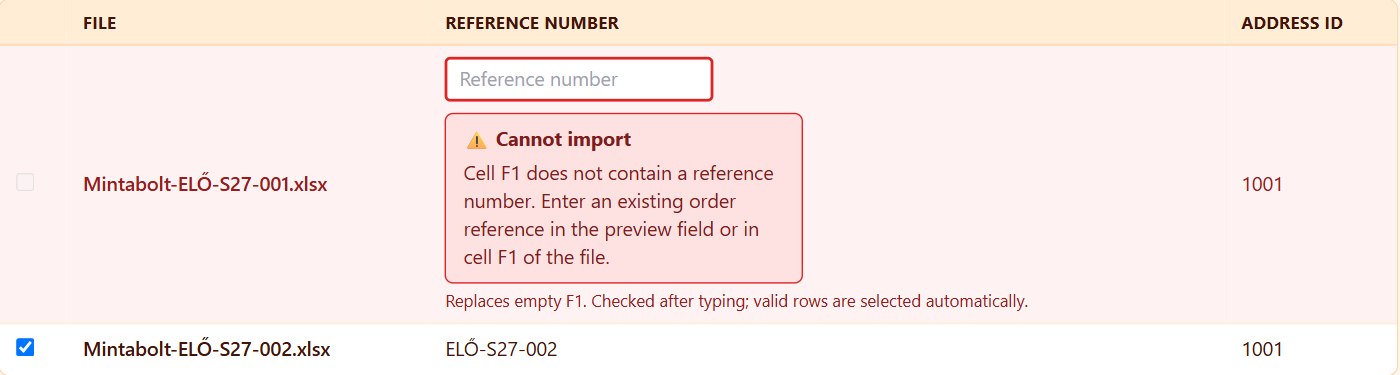 FILE REFERENCE NUMBER ADDRESS ID
Reference number
⚠ Cannot import
Cell F1 does not contain a reference
number. Enter an existing order
reference in the preview field or in
cell F1 of the file.
Mintabolt-ELŐ-S27-001.xlsx 1001
Replaces empty F1. Checked after typing; valid rows are selected automatically.
Mintabolt-ELŐ-S27-002.xlsx ELŐ-S27-002 1001